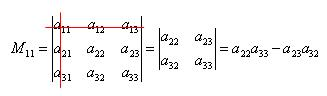 a₁₁ a₁₂ a₁₃
M₁₁ = | a₂₁ a₂₂ a₂₃ | = | a₂₂ a₂₃ | = a₂₂a₃₃ − a₂₃a₃₂
a₃₁ a₃₂ a₃₃ | a₃₂ a₃₃ |